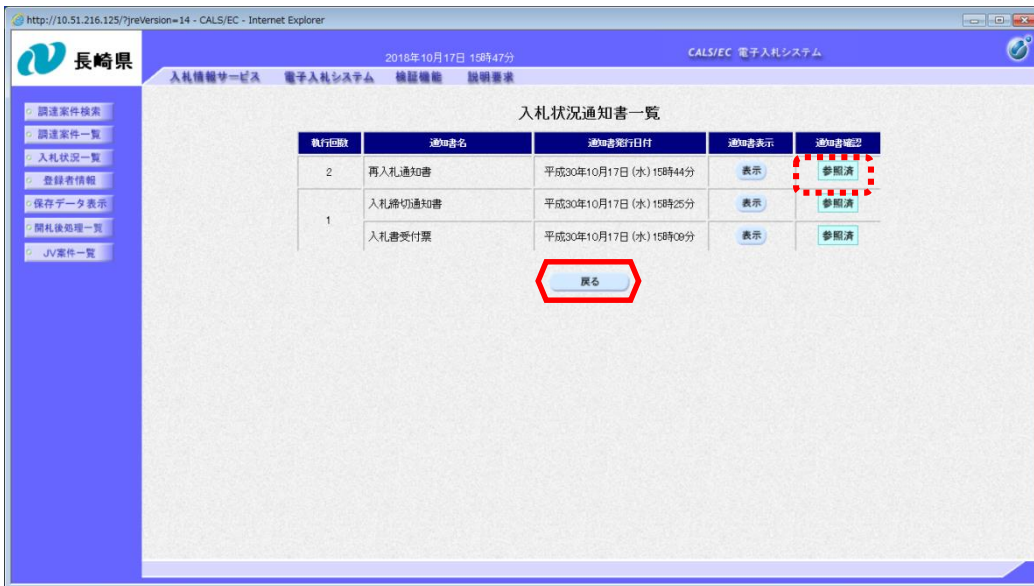 http://10.51.216.125/?jreVersion=14 - CALS/EC - Internet Explorer
長崎県
2018年10月17日 15時47分
CALS/EC 電子入札システム
入札情報サービス 電子入札システム 検証機能 説明要求
調達案件検索
調達案件一覧
入札状況一覧
登録者情報
保存データ表示
開札後処理一覧
JV案件一覧
入札状況通知書一覧
執行回数 通知書名 通知書発行日付 通知書表示 通知書確認
2 再入札通知書 平成30年10月17日(水)15時44分 表示 参照済
1 入札締切通知書 平成30年10月17日(水)15時25分 表示 参照済
入札書受付票 平成30年10月17日(水)15時09分 表示 参照済
戻る